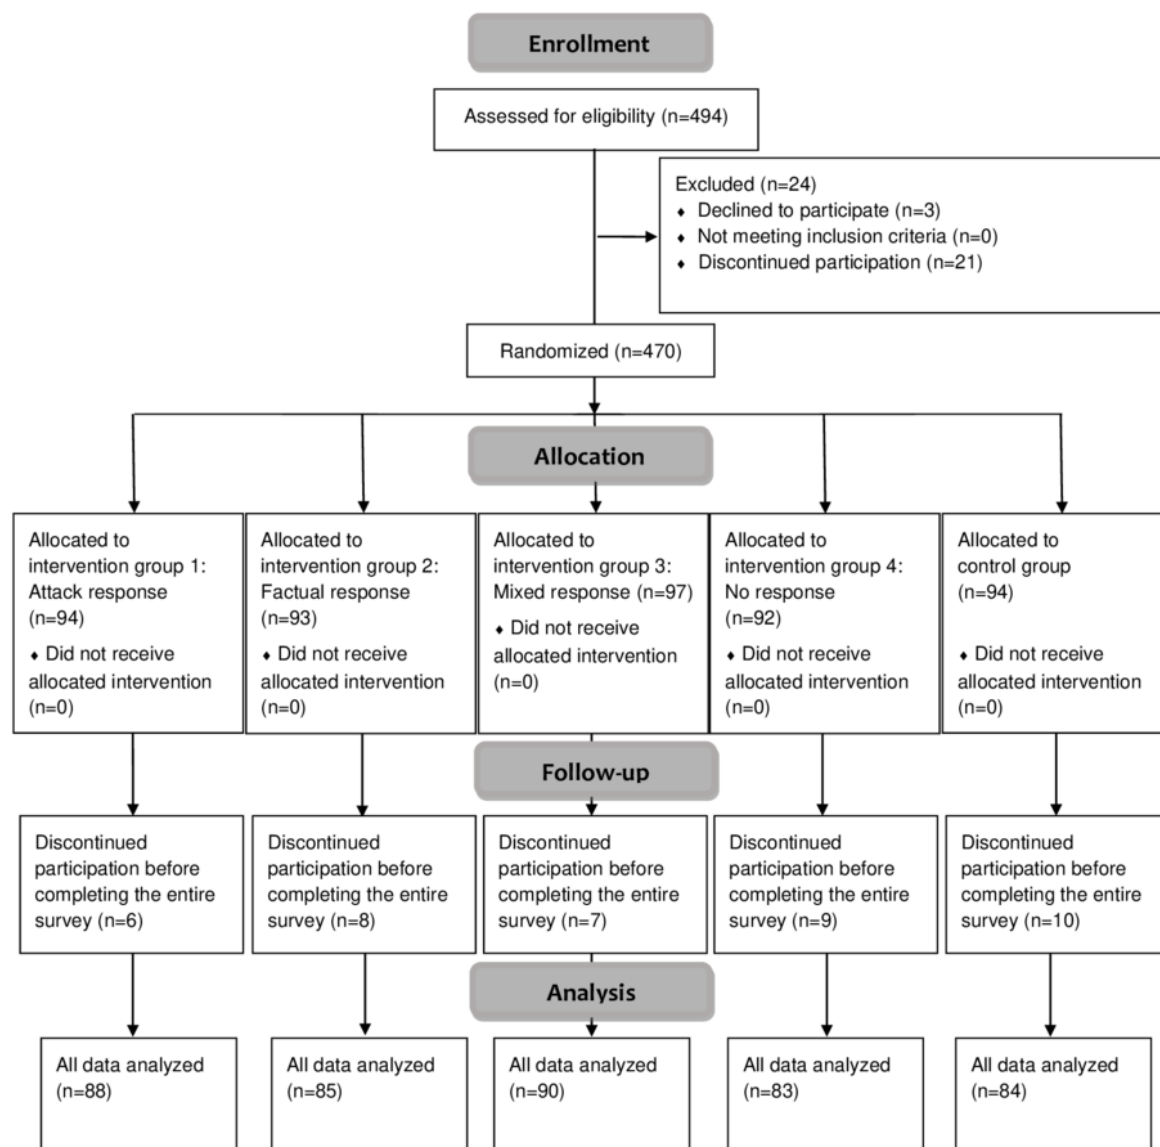 Enrollment
Assessed for eligibility (n=494)
Excluded (n=24)
♦ Declined to participate (n=3)
♦ Not meeting inclusion criteria (n=0)
♦ Discontinued participation (n=21)
Randomized (n=470)
Allocation
Allocated to
intervention group 1:
Attack response
(n=94)
♦ Did not receive
allocated intervention
(n=0)
Allocated to
intervention group 2:
Factual response
(n=93)
♦ Did not receive
allocated intervention
(n=0)
Allocated to
intervention group 3:
Mixed response (n=97)
♦ Did not receive
allocated intervention
(n=0)
Allocated to
intervention group 4:
No response
(n=92)
♦ Did not receive
allocated intervention
(n=0)
Allocated to
control group
(n=94)
♦ Did not receive
allocated intervention
(n=0)
Follow-up
Discontinued
participation before
completing the entire
survey (n=6)
Discontinued
participation before
completing the entire
survey (n=8)
Discontinued
participation before
completing the entire
survey (n=7)
Discontinued
participation before
completing the entire
survey (n=9)
Discontinued
participation before
completing the entire
survey (n=10)
Analysis
All data analyzed
(n=88)
All data analyzed
(n=85)
All data analyzed
(n=90)
All data analyzed
(n=83)
All data analyzed
(n=84)